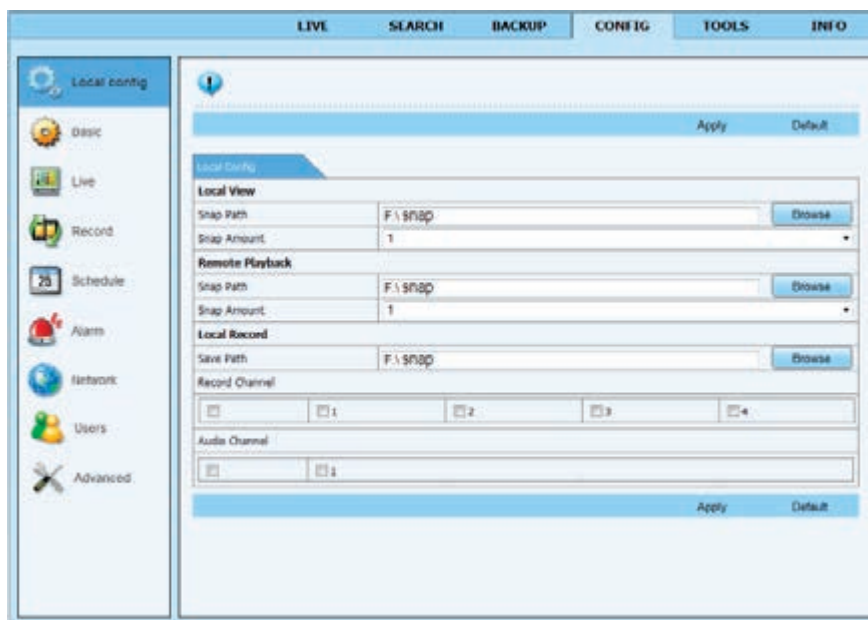 LIVE SEARCH BACKUP CONFIG TOOLS INFO
Local config
Basic
Live
Record
25
Schedule
Alarm
Network
Users
Advanced
Apply Default
Local Config
Local View
Snap Path F:\snap Browse
Snap Amount 1
Remote Playback
Snap Path F:\snap Browse
Snap Amount 1
Local Record
Save Path F:\snap Browse
Record Channel
1 2 3 4
Audio Channel
1
Apply Default